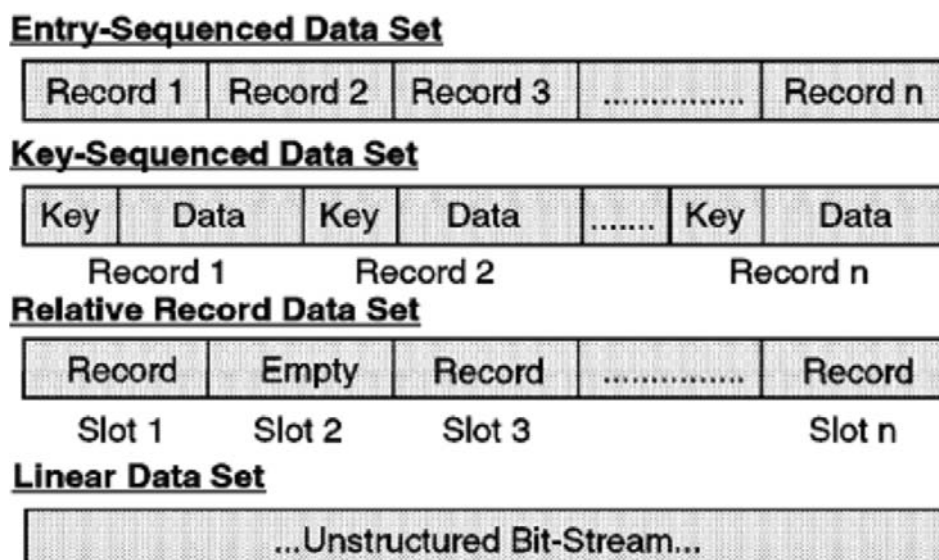 Entry-Sequenced Data Set
Record 1 Record 2 Record 3 ............... Record n
Key-Sequenced Data Set
Key Data Key Data ....... Key Data
Record 1 Record 2 Record n
Relative Record Data Set
Record Empty Record ............... Record
Slot 1 Slot 2 Slot 3 Slot n
Linear Data Set
...Unstructured Bit-Stream...